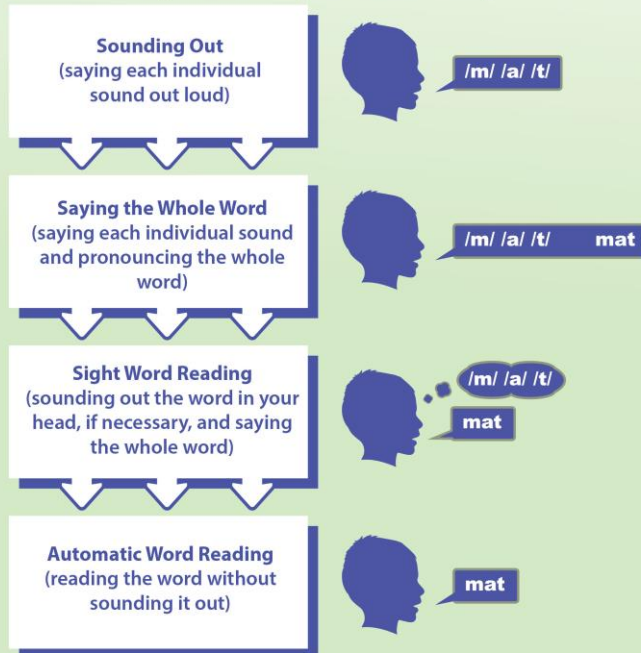 Sounding Out
(saying each individual
sound out loud)
/m/ /a/ /t/
Saying the Whole Word
(saying each individual sound
and pronouncing the whole
word)
/m/ /a/ /t/ mat
Sight Word Reading
(sounding out the word in your
head, if necessary, and saying
the whole word)
/m/ /a/ /t/
mat
Automatic Word Reading
(reading the word without
sounding it out)
mat